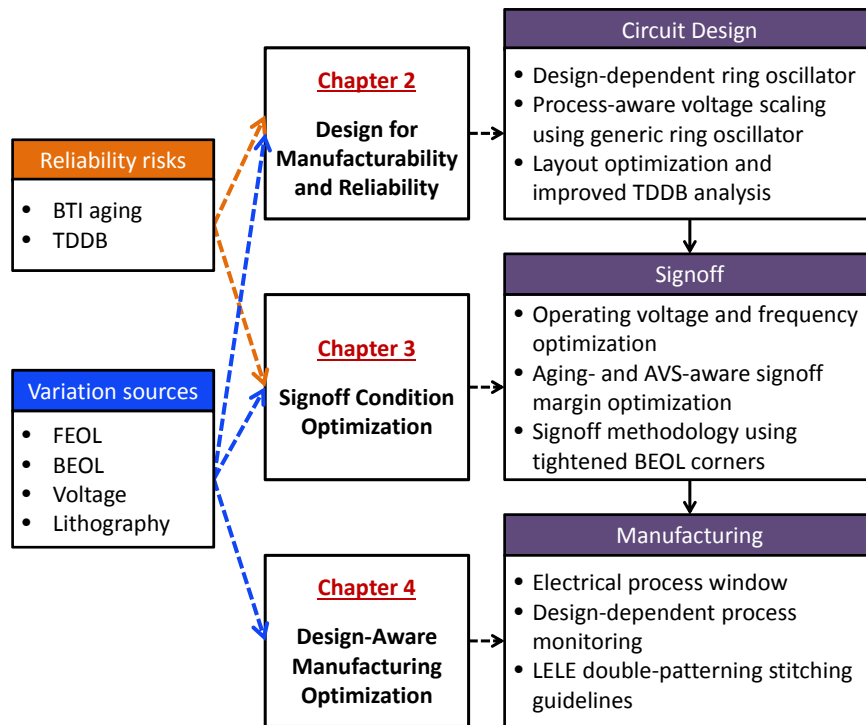 Reliability risks
• BTI aging
• TDDB
Variation sources
• FEOL
• BEOL
• Voltage
• Lithography
Chapter 2
Design for
Manufacturability
and Reliability
Chapter 3
Signoff Condition
Optimization
Chapter 4
Design-Aware
Manufacturing
Optimization
Circuit Design
• Design-dependent ring oscillator
• Process-aware voltage scaling
using generic ring oscillator
• Layout optimization and
improved TDDB analysis
Signoff
• Operating voltage and frequency
optimization
• Aging- and AVS-aware signoff
margin optimization
• Signoff methodology using
tightened BEOL corners
Manufacturing
• Electrical process window
• Design-dependent process
monitoring
• LELE double-patterning stitching
guidelines